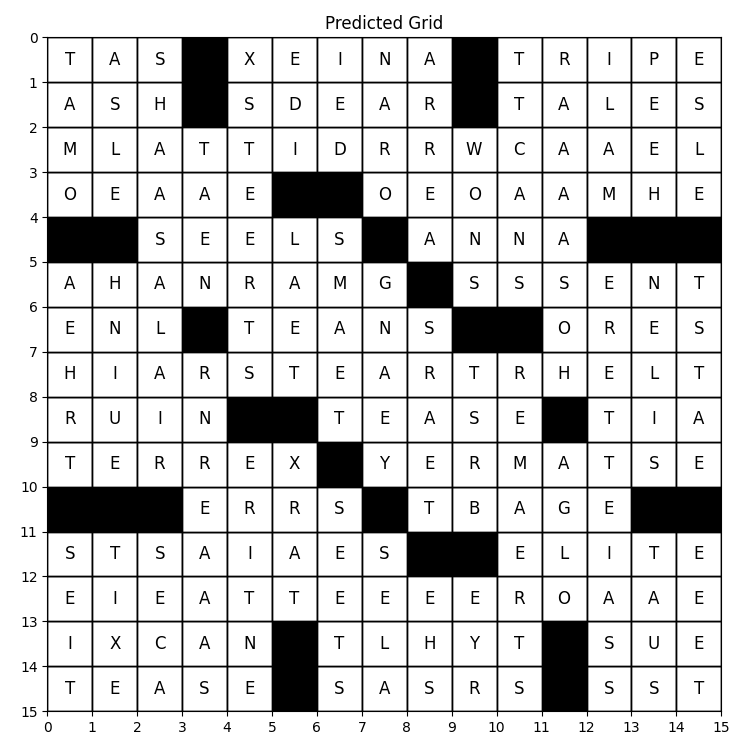 Predicted Grid
0
T A S X E I N A T R I P E
1
A S H S D E A R T A L E S
2
M L A T T I D R R W C A A E L
3
O E A A E O E O A A M H E
4
S E E L S A N N A
5
A H A N R A M G S S S E N T
6
E N L T E A N S O R E S
7
H I A R S T E A R T R H E L T
8
R U I N T E A S E T I A
9
T E R R E X Y E R M A T S E
10
E R R S T B A G E
11
S T S A I A E S E L I T E
12
E I E A T T E E E E R O A A E
13
I X C A N T L H Y T S U E
14
T E A S E S A S R S S S T
15
0 1 2 3 4 5 6 7 8 9 10 11 12 13 14 15